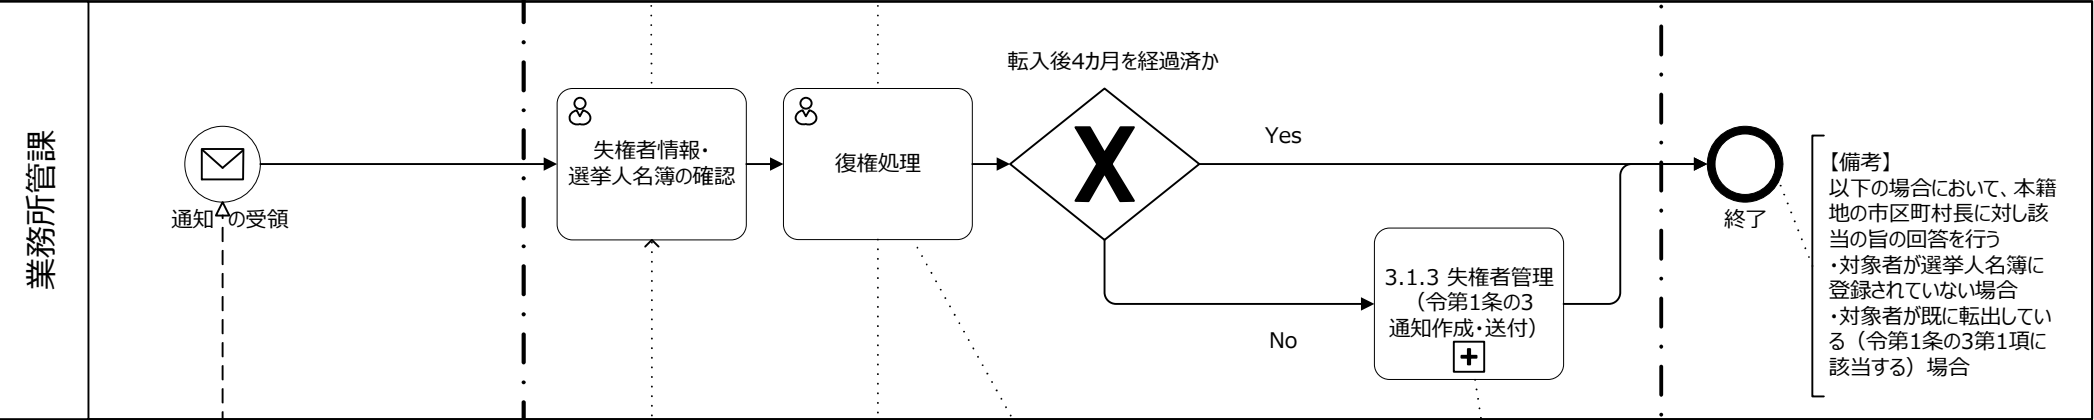 業務所管課
通知の受領
失権者情報・
選挙人名簿の確認
復権処理
転入後4カ月を経過済か
Yes
No
3.1.3 失権者管理
（令第1条の3
通知作成・送付）
終了
【備考】
以下の場合において、本籍
地の市区町村長に対し該
当の旨の回答を行う
・対象者が選挙人名簿に
登録されていない場合
・対象者が既に転出してい
る（令第1条の3第1項に
該当する）場合